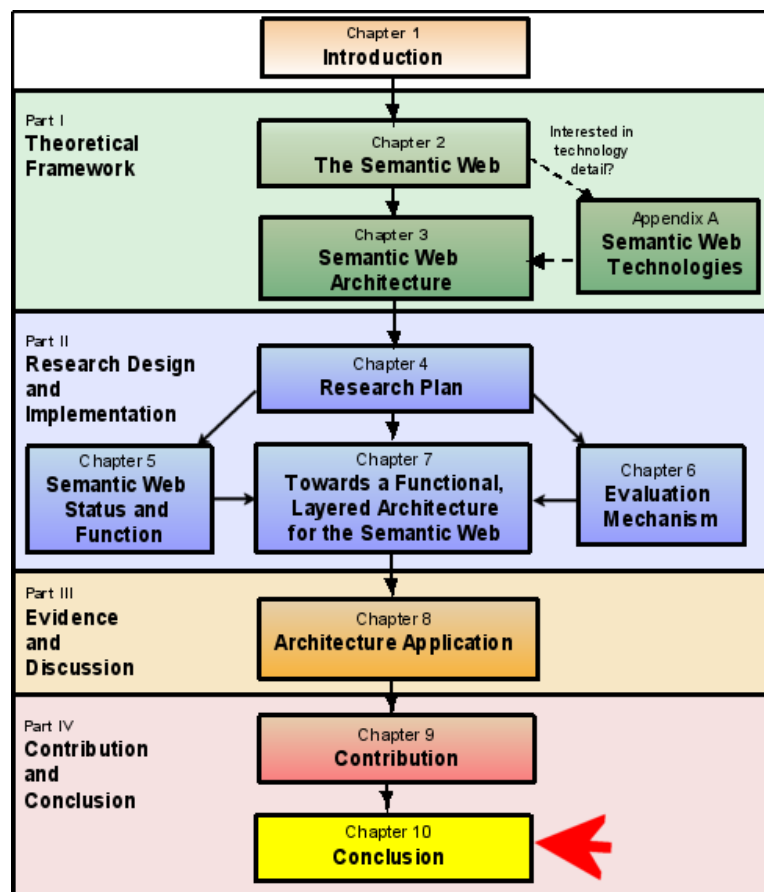 Chapter 1
Introduction
Part I
Theoretical
Framework
Chapter 2
The Semantic Web
Interested in
technology
detail?
Chapter 3
Semantic Web
Architecture
Appendix A
Semantic Web
Technologies
Part II
Research Design
and
Implementation
Chapter 4
Research Plan
Chapter 5
Semantic Web
Status and
Function
Chapter 7
Towards a Functional,
Layered Architecture
for the Semantic Web
Chapter 6
Evaluation
Mechanism
Part III
Evidence
and
Discussion
Chapter 8
Architecture Application
Part IV
Contribution
and
Conclusion
Chapter 9
Contribution
Chapter 10
Conclusion